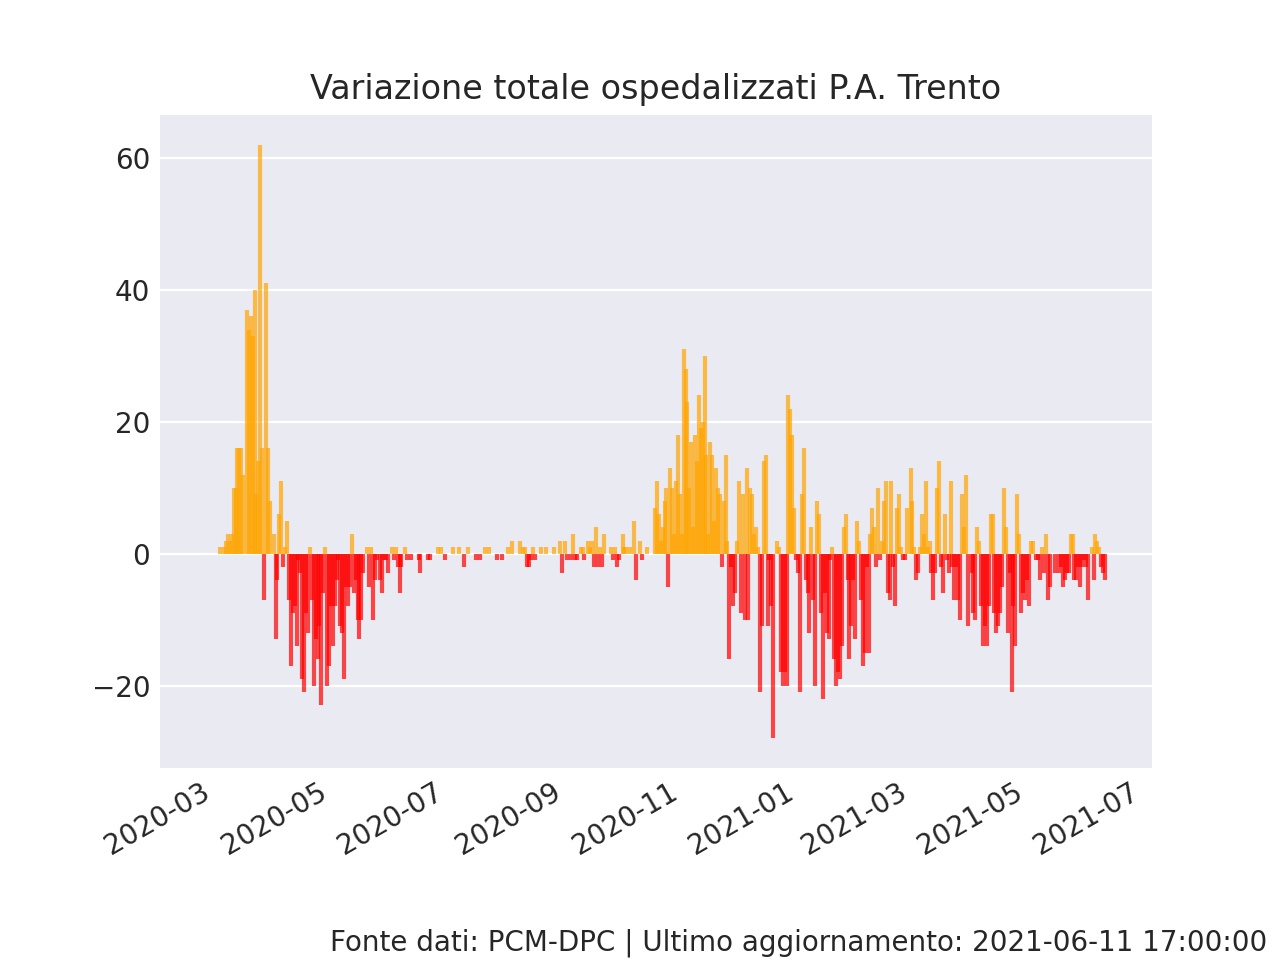 Variazione totale ospedalizzati P.A. Trento
60
40
20
0
−20
2020-03 2020-05 2020-07 2020-09 2020-11 2021-01 2021-03 2021-05 2021-07
Fonte dati: PCM-DPC | Ultimo aggiornamento: 2021-06-11 17:00:00